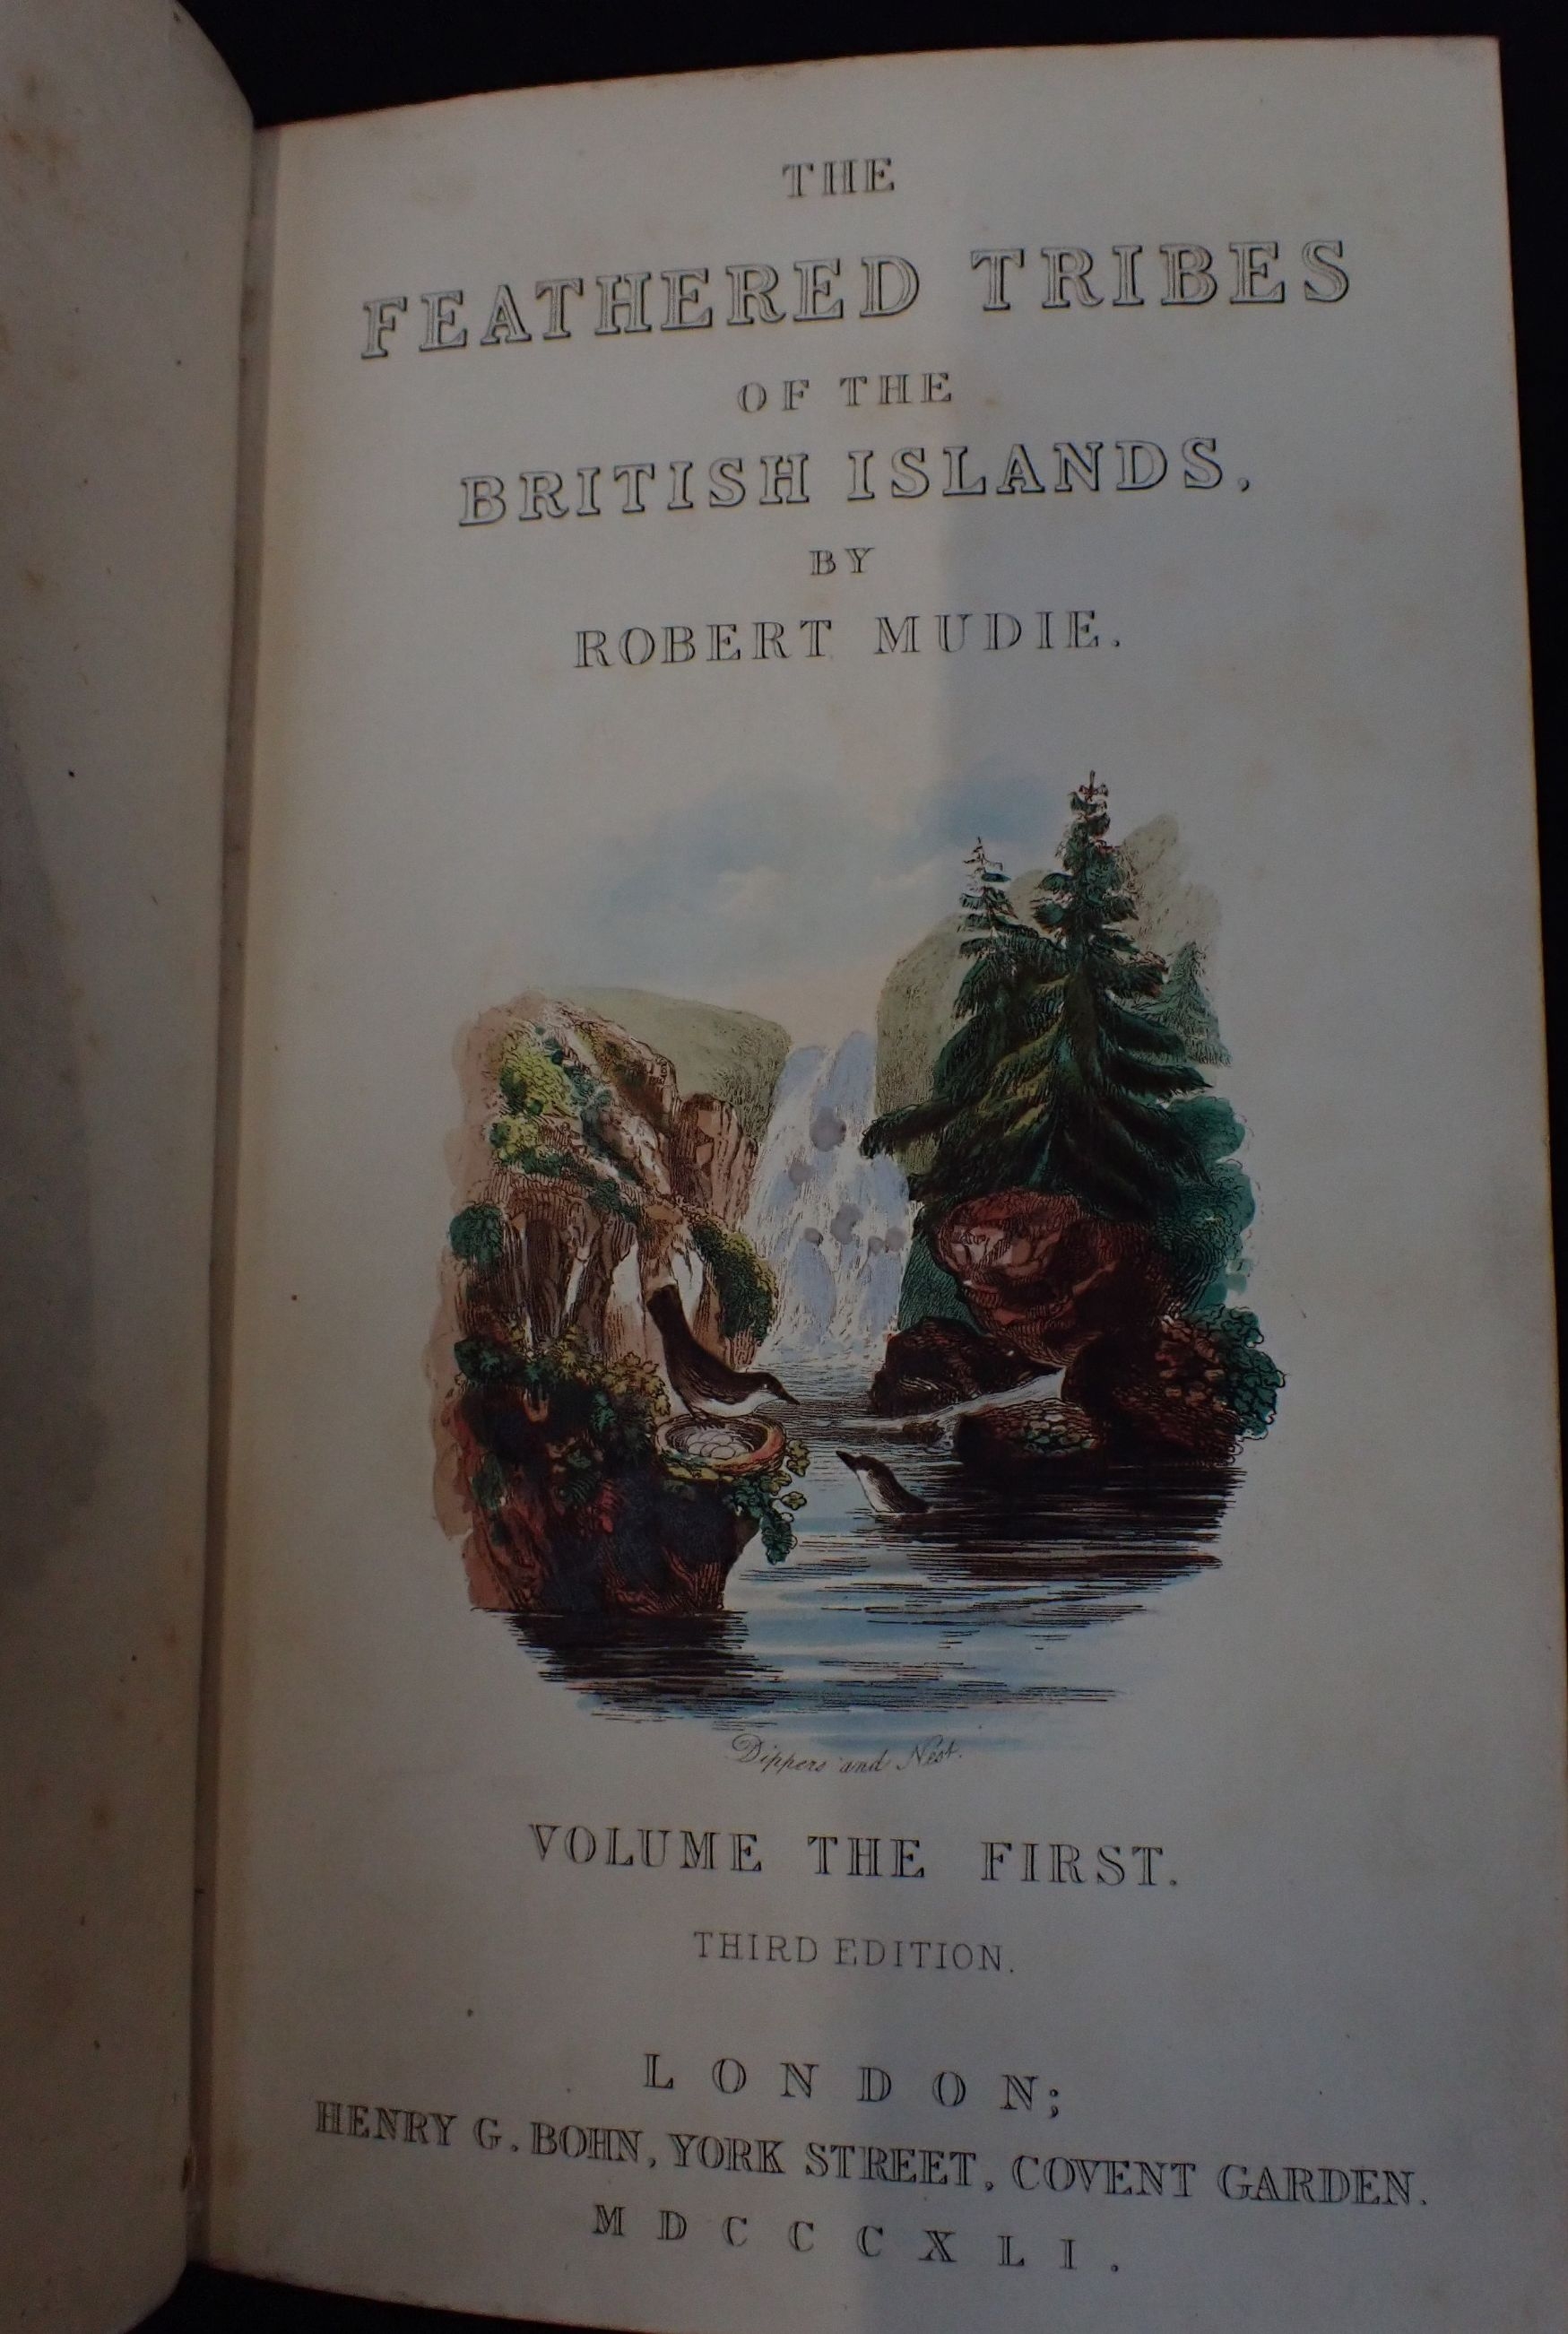 THE
FEATHERED TRIBES
OF THE
BRITISH ISLANDS,
BY
ROBERT MUDIE.
Dippers and Nest.
VOLUME THE FIRST.
THIRD EDITION.
LONDON;
HENRY G. BOHN, YORK STREET, COVENT GARDEN.
MDCCCXLI.